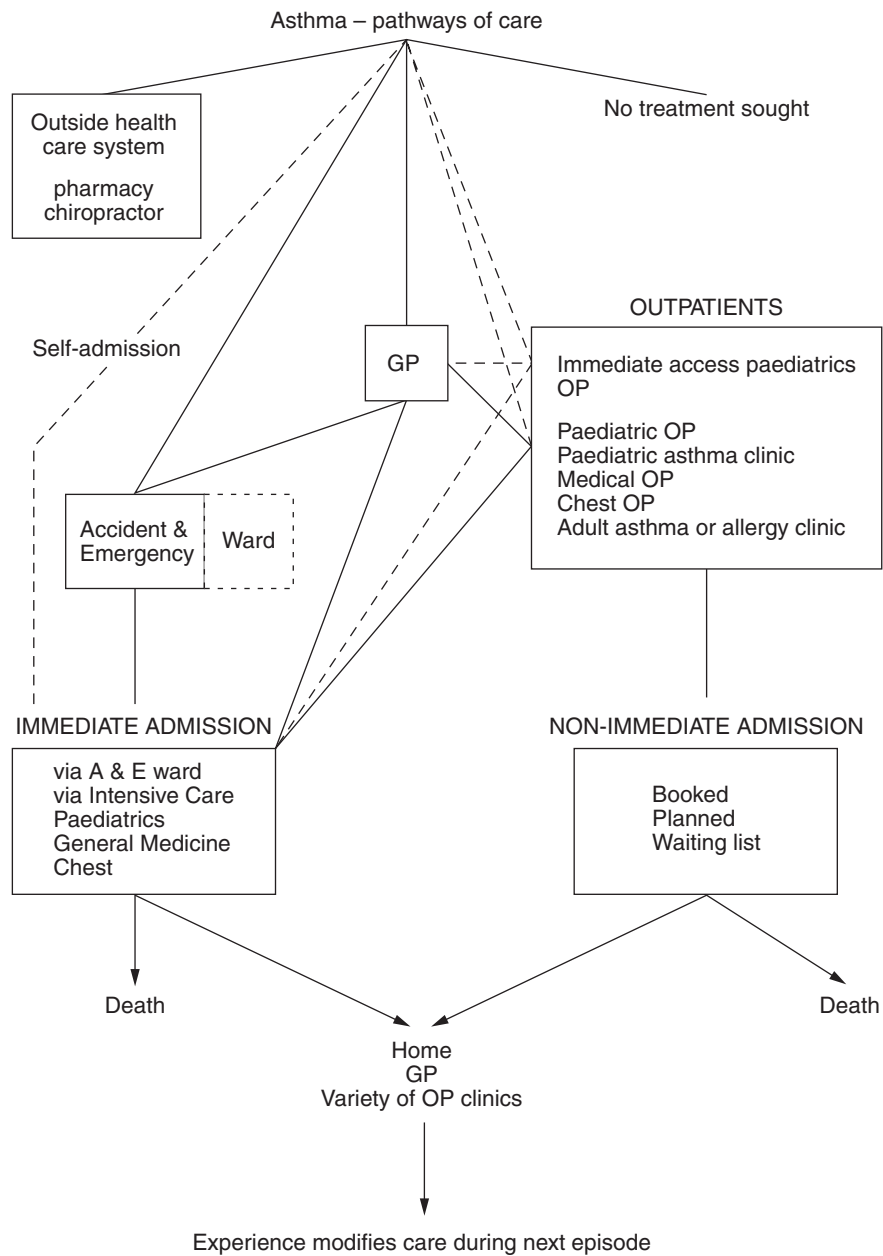 Asthma – pathways of care
Outside health
care system
pharmacy
chiropractor
No treatment sought
Self-admission
GP
OUTPATIENTS
Immediate access paediatrics
OP
Paediatric OP
Paediatric asthma clinic
Medical OP
Chest OP
Adult asthma or allergy clinic
Accident &
Emergency
Ward
IMMEDIATE ADMISSION
via A & E ward
via Intensive Care
Paediatrics
General Medicine
Chest
NON-IMMEDIATE ADMISSION
Booked
Planned
Waiting list
Death
Death
Home
GP
Variety of OP clinics
Experience modifies care during next episode